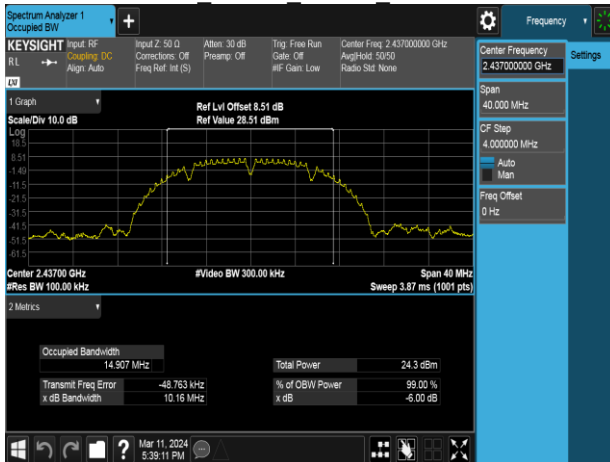 Spectrum Analyzer 1
Occupied BW
Frequency
KEYSIGHT
RL
LXI
Input: RF
Coupling: DC
Align: Auto
Input Z: 50 Ω
Corrections: Off
Freq Ref: Int (S)
Atten: 30 dB
Preamp: Off
Trig: Free Run
Gate: Off
#IF Gain: Low
Center Freq: 2.437000000 GHz
Avg|Hold: 50/50
Radio Std: None
Center Frequency
2.437000000 GHz
Settings
Span
40.000 MHz
CF Step
4.000000 MHz
Auto
Man
Freq Offset
0 Hz
1 Graph
Scale/Div 10.0 dB
Ref Lvl Offset 8.51 dB
Ref Value 28.51 dBm
Log
18.5
8.51
-1.49
-11.5
-21.5
-31.5
-41.5
-51.5
-61.5
Center 2.43700 GHz
#Video BW 300.00 kHz
Span 40 MHz
#Res BW 100.00 kHz
Sweep 3.87 ms (1001 pts)
2 Metrics
Occupied Bandwidth
14.907 MHz
Total Power 24.3 dBm
Transmit Freq Error -48.763 kHz
% of OBW Power 99.00 %
x dB Bandwidth 10.16 MHz
x dB -6.00 dB
?
Mar 11, 2024
5:39:11 PM